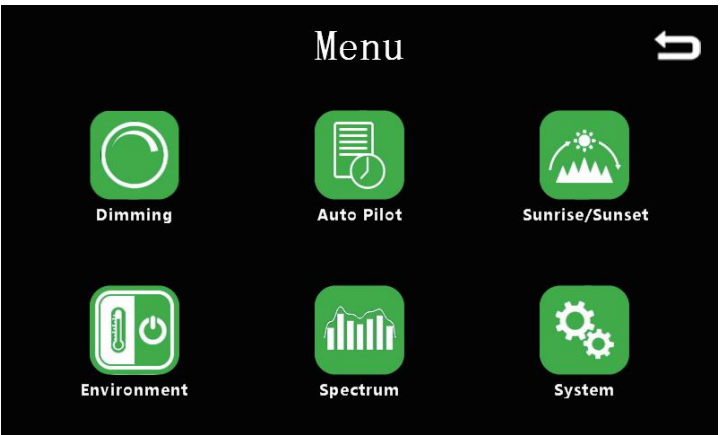 Menu
Dimming
Auto Pilot
Sunrise/Sunset
Environment
Spectrum
System